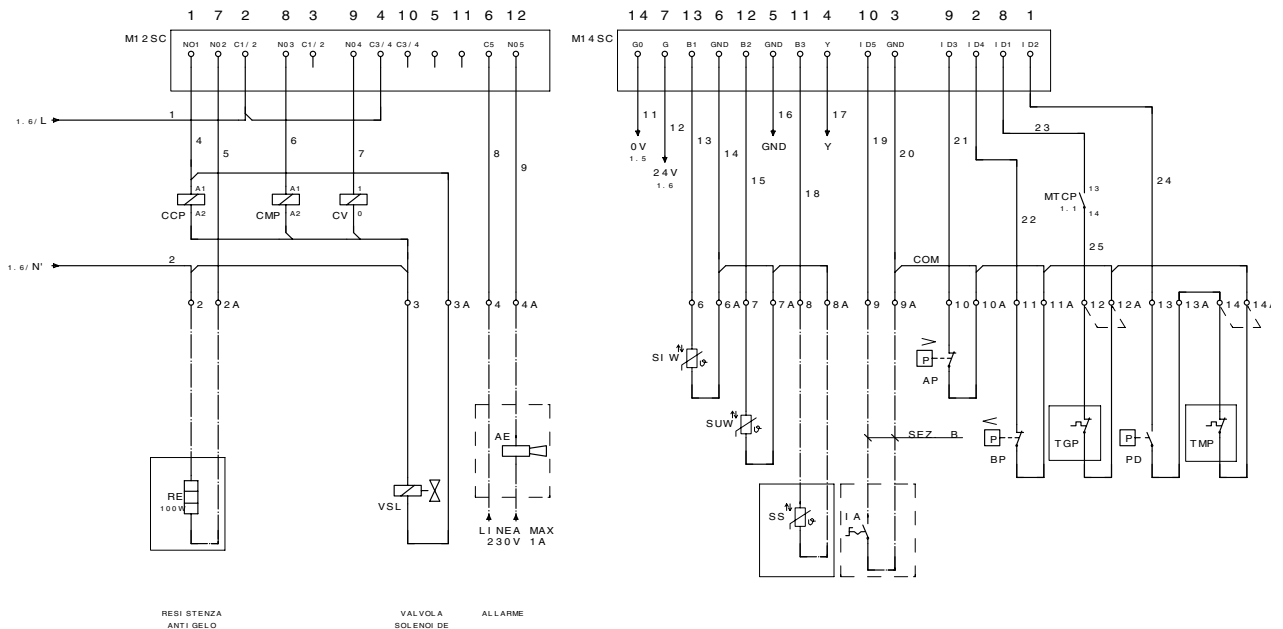 1 7 2 8 3 9 4 10 5 11 6 12
14 7 13 6 12 5 11 4 10 3 9 2 8 1
M12SC
NO1 N02 C1/2 N03 C1/2 N04 C3/4 C3/4 C5 N05
M14SC
G0 G B1 GND B2 GND B3 Y ID5 GND ID3 ID4 ID1 ID2
1.6/L
1
4 5 6 7 8 9
11 12 13 14 15 16 17 18 19 20 21 22 23 24 25
0V
1.5
24V
1.6
GND
Y
A1
CCP A2
A1
CMP A2
1
CV 0
MTCP
1.1
13
14
1.6/N'
2
COM
2 2A 3 3A 4 4A
6 6A 7 7A 8 8A 9 9A 10 10A 11 11A 12 12A 13 13A 14 14A
SIW
P
AP
SUW
SEZ. B
P
BP
TGP
P
PD
TMP
AE
RE
100W
VSL
SS
IA
LINEA MAX
230V 1A
RESISTENZA
ANTIGELO
VALVOLA
SOLENOIDE
ALLARME